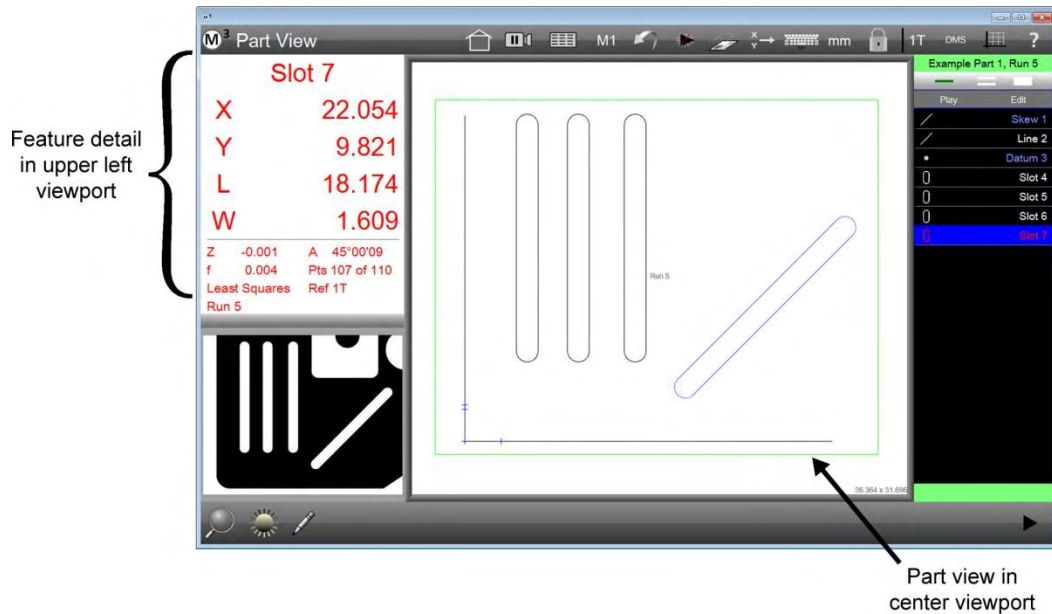 M³
M³ Part View
M1
X Y
mm
1T
DMS
?
Feature detail
in upper left
viewport
Slot 7
X 22.054
Y 9.821
L 18.174
W 1.609
Z -0.001 A 45°00'09
f 0.004 Pts 107 of 110
Least Squares Ref 1T
Run 5
Run 5
36.364 x 31.696
Example Part 1, Run 5
Play Edit
Skew 1
Line 2
Datum 3
Slot 4
Slot 5
Slot 6
Slot 7
Part view in
center viewport